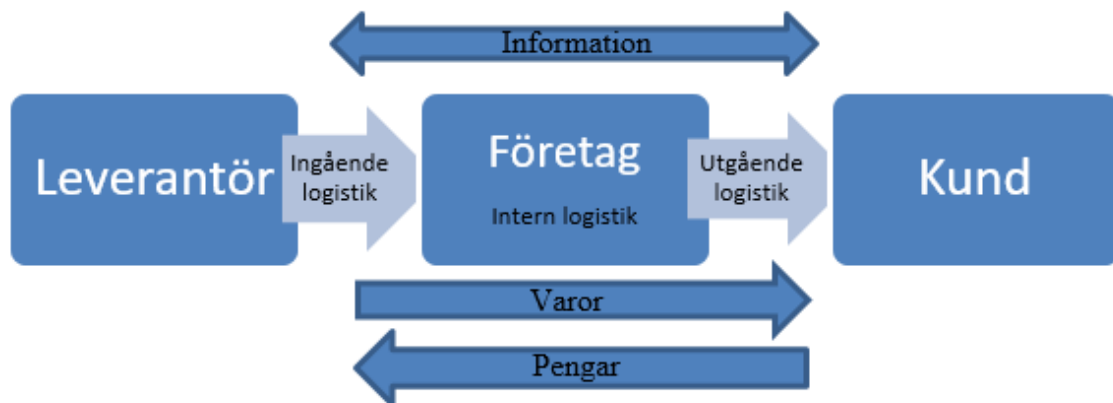 Information
Leverantör
Ingående
logistik
Företag
Intern logistik
Utgående
logistik
Kund
Varor
Pengar